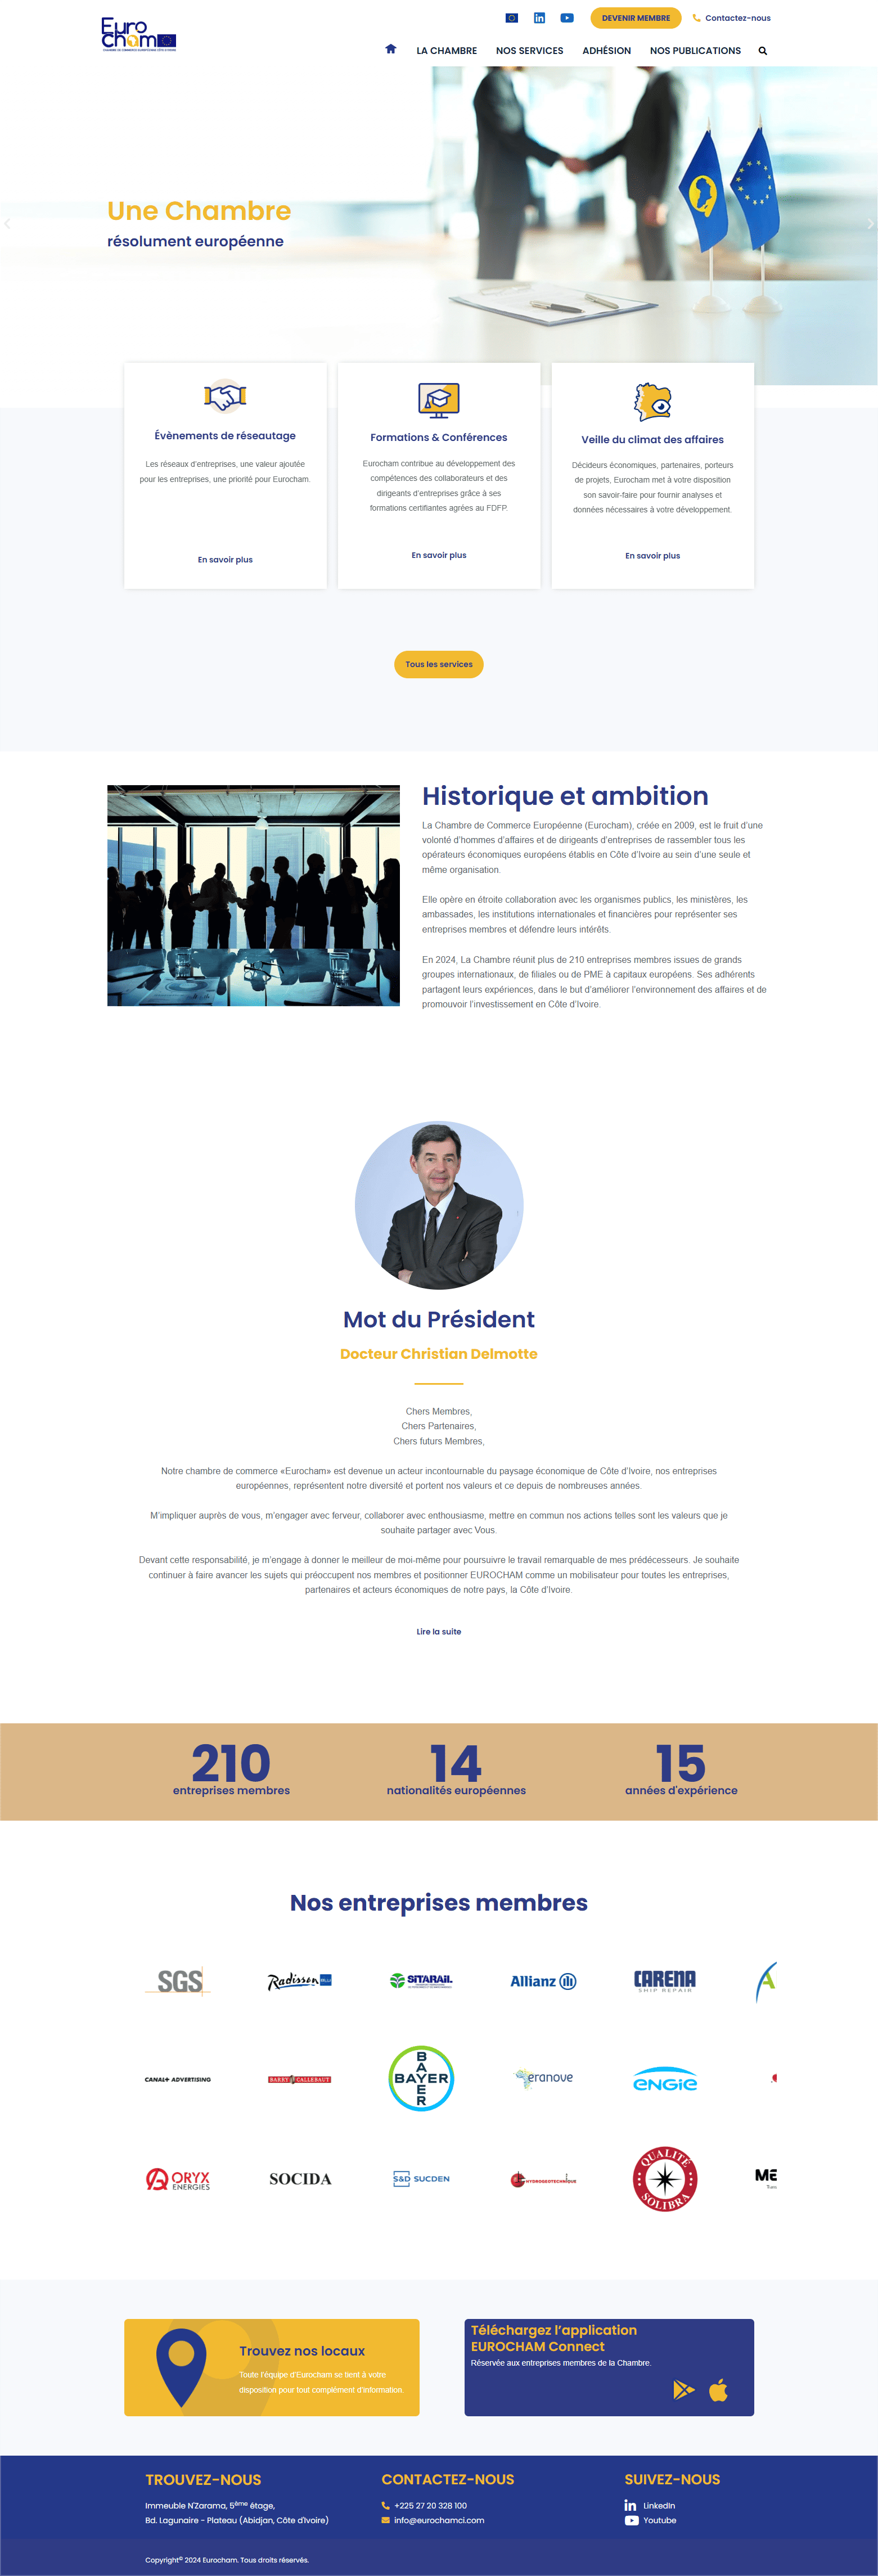 Euro
Cham
DEVENIR MEMBRE
Contactez-nous
LA CHAMBRE
NOS SERVICES
ADHÉSION
NOS PUBLICATIONS
Une Chambre
résolument européenne
Évènements de réseautage
Les réseaux d’entreprises, une valeur ajoutée
pour les entreprises, une priorité pour Eurocham.
En savoir plus
Formations & Conférences
Eurocham contribue au développement des
compétences des collaborateurs et des
dirigeants d’entreprises grâce à ses
formations certifiantes agrées au FDFP.
En savoir plus
Veille du climat des affaires
Décideurs économiques, partenaires, porteurs
de projets, Eurocham met à votre disposition
son savoir-faire pour fournir analyses et
données nécessaires à votre développement.
En savoir plus
Tous les services
Historique et ambition
La Chambre de Commerce Européenne (Eurocham), créée en 2009, est le fruit d’une
volonté d’hommes d’affaires et de dirigeants d’entreprises de rassembler tous les
opérateurs économiques européens établis en Côte d’Ivoire au sein d’une seule et
même organisation.
Elle opère en étroite collaboration avec les organismes publics, les ministères, les
ambassades, les institutions internationales et financières pour représenter ses
entreprises membres et défendre leurs intérêts.
En 2024, La Chambre réunit plus de 210 entreprises membres issues de grands
groupes internationaux, de filiales ou de PME à capitaux européens. Ses adhérents
partagent leurs expériences, dans le but d’améliorer l’environnement des affaires et de
promouvoir l’investissement en Côte d’Ivoire.
Mot du Président
Docteur Christian Delmotte
Chers Membres,
Chers Partenaires,
Chers futurs Membres,
Notre chambre de commerce «Eurocham» est devenue un acteur incontournable du paysage économique de Côte d’Ivoire, nos entreprises
européennes, représentent notre diversité et portent nos valeurs et ce depuis de nombreuses années.
M’impliquer auprès de vous, m’engager avec ferveur, collaborer avec enthousiasme, mettre en commun nos actions telles sont les valeurs que je
souhaite partager avec Vous.
Devant cette responsabilité, je m’engage à donner le meilleur de moi-même pour poursuivre le travail remarquable de mes prédécesseurs. Je souhaite
continuer à faire avancer les sujets qui préoccupent nos membres et positionner EUROCHAM comme un mobilisateur pour toutes les entreprises,
partenaires et acteurs économiques de notre pays, la Côte d’Ivoire.
Lire la suite
210
entreprises membres
14
nationalités européennes
15
années d'expérience
Nos entreprises membres
SGS
Radisson
BLU
SITARAIL
Allianz
CARENA
SHIP REPAIR
A
CANAL+ ADVERTISING
BARRY CALLEBAUT
BAYER
BAYER
eranove
ENGIE
ORYX
ENERGIES
SOCIDA
S&D SUCDEN
HYDROGEOTECHNIQUE
QUALITÉ
SOLIBRA
ME
Trouvez nos locaux
Toute l’équipe d’Eurocham se tient à votre
disposition pour tout complément d’information.
Téléchargez l’application
EUROCHAM Connect
Réservée aux entreprises membres de la Chambre.
TROUVEZ-NOUS
Immeuble N'Zarama, 5ème étage,
Bd. Lagunaire - Plateau (Abidjan, Côte d'Ivoire)
CONTACTEZ-NOUS
+225 27 20 328 100
info@eurochamci.com
SUIVEZ-NOUS
LinkedIn
Youtube
Copyright© 2024 Eurocham. Tous droits réservés.